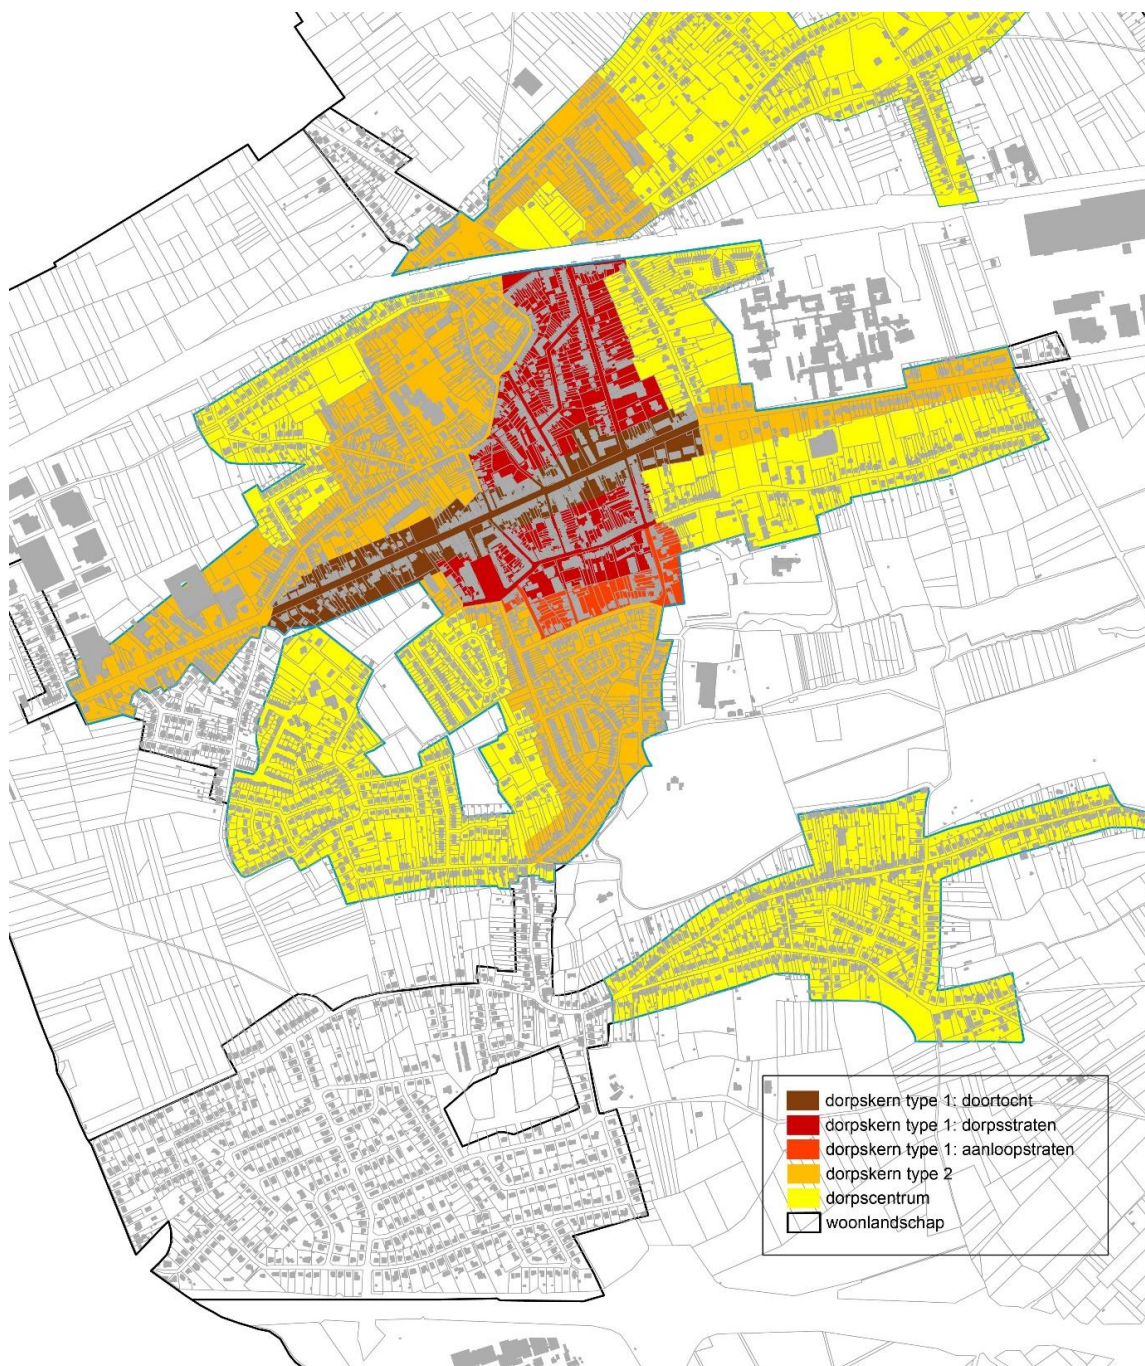 dorpskern type 1: doortocht
dorpskern type 1: dorpsstraten
dorpskern type 1: aanloopstraten
dorpskern type 2
dorpscentrum
woonlandschap